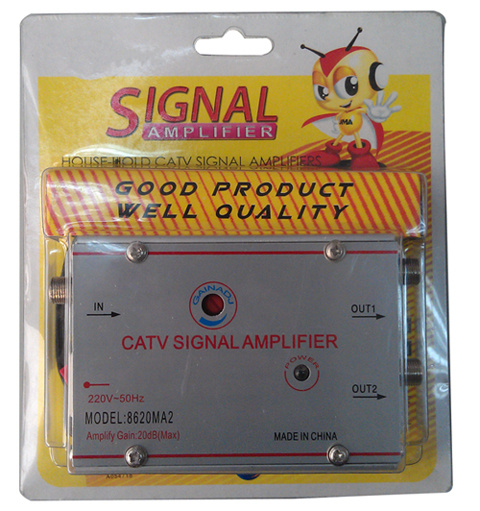 SIGNAL
AMPLIFIER
HOUSE-HOLD CATV SIGNAL AMPLIFIERS
GOOD PRODUCT
WELL QUALITY
GAINADJ
IN
OUT1
CATV SIGNAL AMPLIFIER
POWER
220V~50Hz
OUT2
MODEL:8620MA2
Amplify Gain:20dB(Max)
MADE IN CHINA